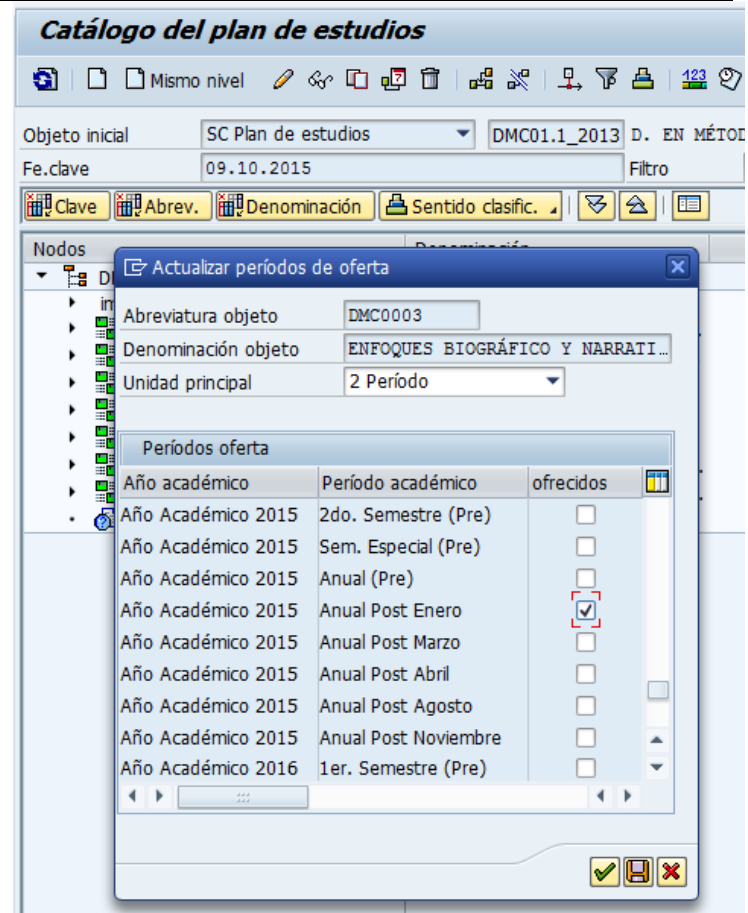 Catálogo del plan de estudios
Mismo nivel
123
Objeto inicial SC Plan de estudios DMC01.1_2013 D. EN MÉTOD
Fe.clave 09.10.2015 Filtro
Clave Abrev. Denominación Sentido clasific.
Nodos Denominación
Actualizar períodos de oferta
Abreviatura objeto DMC0003
Denominación objeto ENFOQUES BIOGRÁFICO Y NARRATI...
Unidad principal 2 Período
Períodos oferta
Año académico Período académico ofrecidos
Año Académico 2015 2do. Semestre (Pre)
Año Académico 2015 Sem. Especial (Pre)
Año Académico 2015 Anual (Pre)
Año Académico 2015 Anual Post Enero
Año Académico 2015 Anual Post Marzo
Año Académico 2015 Anual Post Abril
Año Académico 2015 Anual Post Agosto
Año Académico 2015 Anual Post Noviembre
Año Académico 2016 1er. Semestre (Pre)